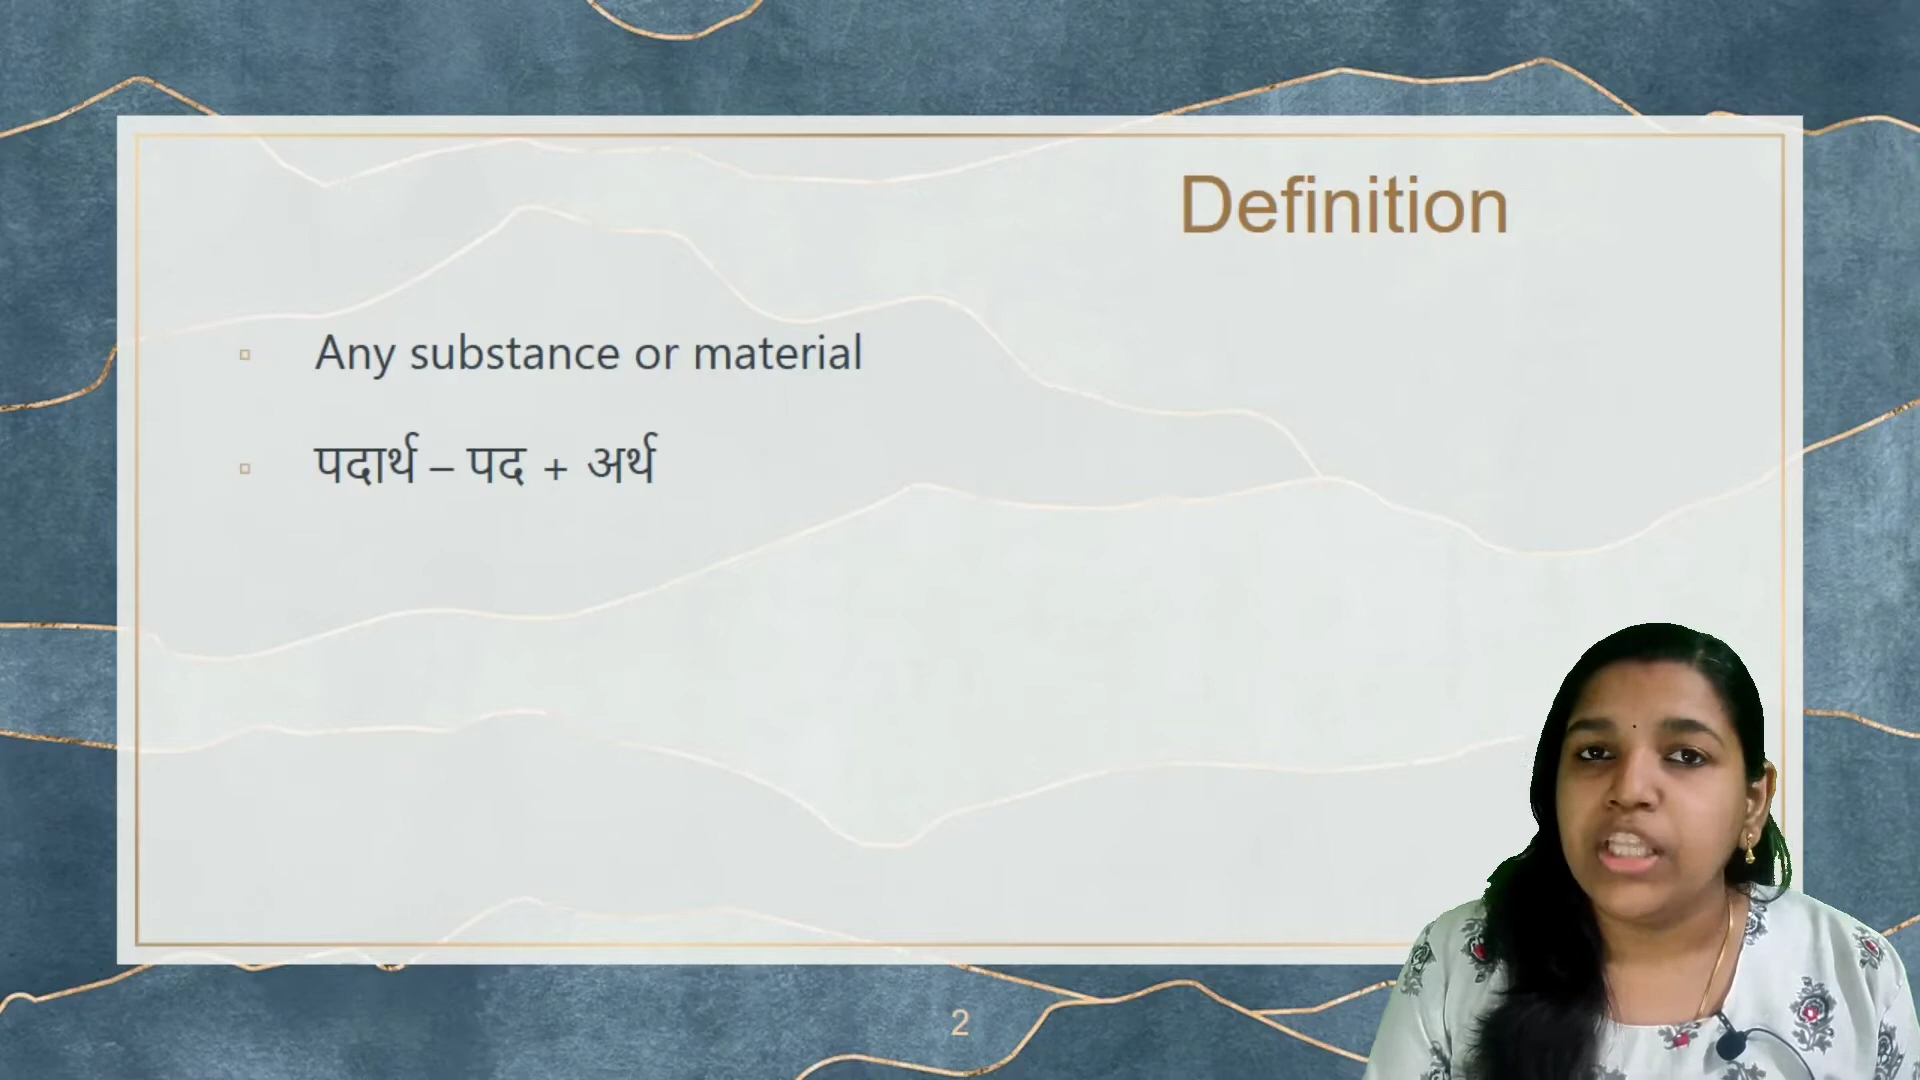 Definition
Any substance or material
पदार्थ – पद + अर्थ
2